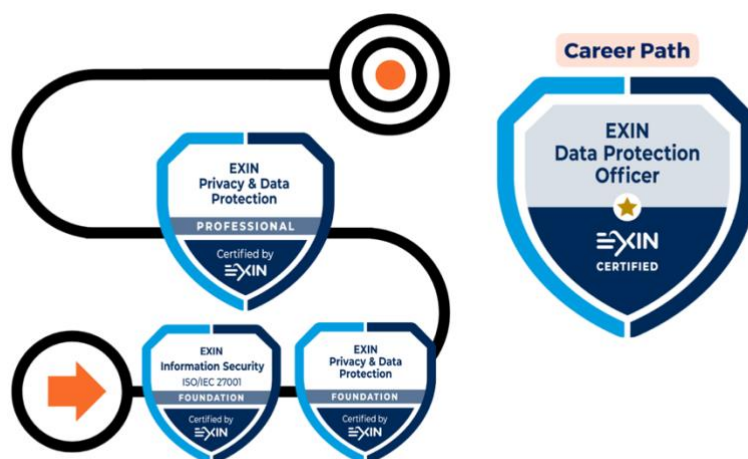 Career Path
EXIN
Data Protection
Officer
EXIN
CERTIFIED
EXIN
Privacy & Data
Protection
PROFESSIONAL
Certified by
EXIN
EXIN
Information Security
ISO/IEC 27001
FOUNDATION
Certified by
EXIN
EXIN
Privacy & Data
Protection
FOUNDATION
Certified by
EXIN